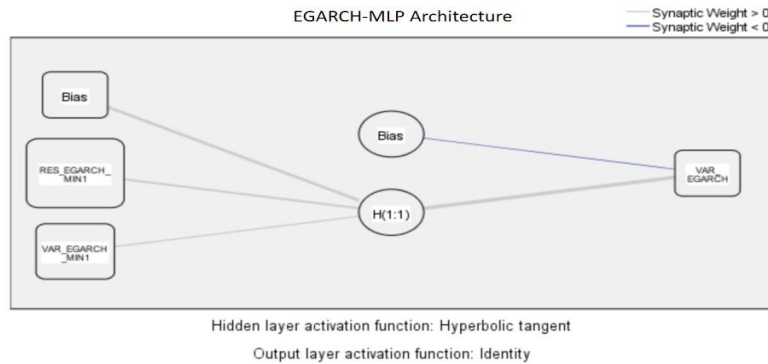 EGARCH-MLP Architecture
Synaptic Weight > 0
Synaptic Weight < 0
Bias
RES_EGARCH_
MIN1
VAR_EGARCH
_MIN1
Bias
H(1:1)
VAR_
EGARCH
Hidden layer activation function: Hyperbolic tangent
Output layer activation function: Identity